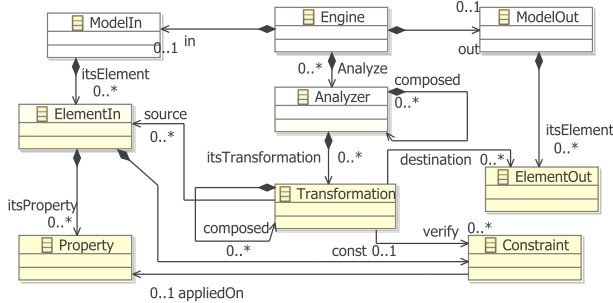 ModelIn
Engine
0..1
ModelOut
0..1
in
out
itsElement
0..*
0..*
Analyze
composed
0..*
ElementIn
source
0..*
Analyzer
itsElement
0..*
itsTransformation
0..*
destination
0..*
ElementOut
itsProperty
0..*
Transformation
composed
0..*
verify
0..*
const
0..1
Property
Constraint
0..1 appliedOn